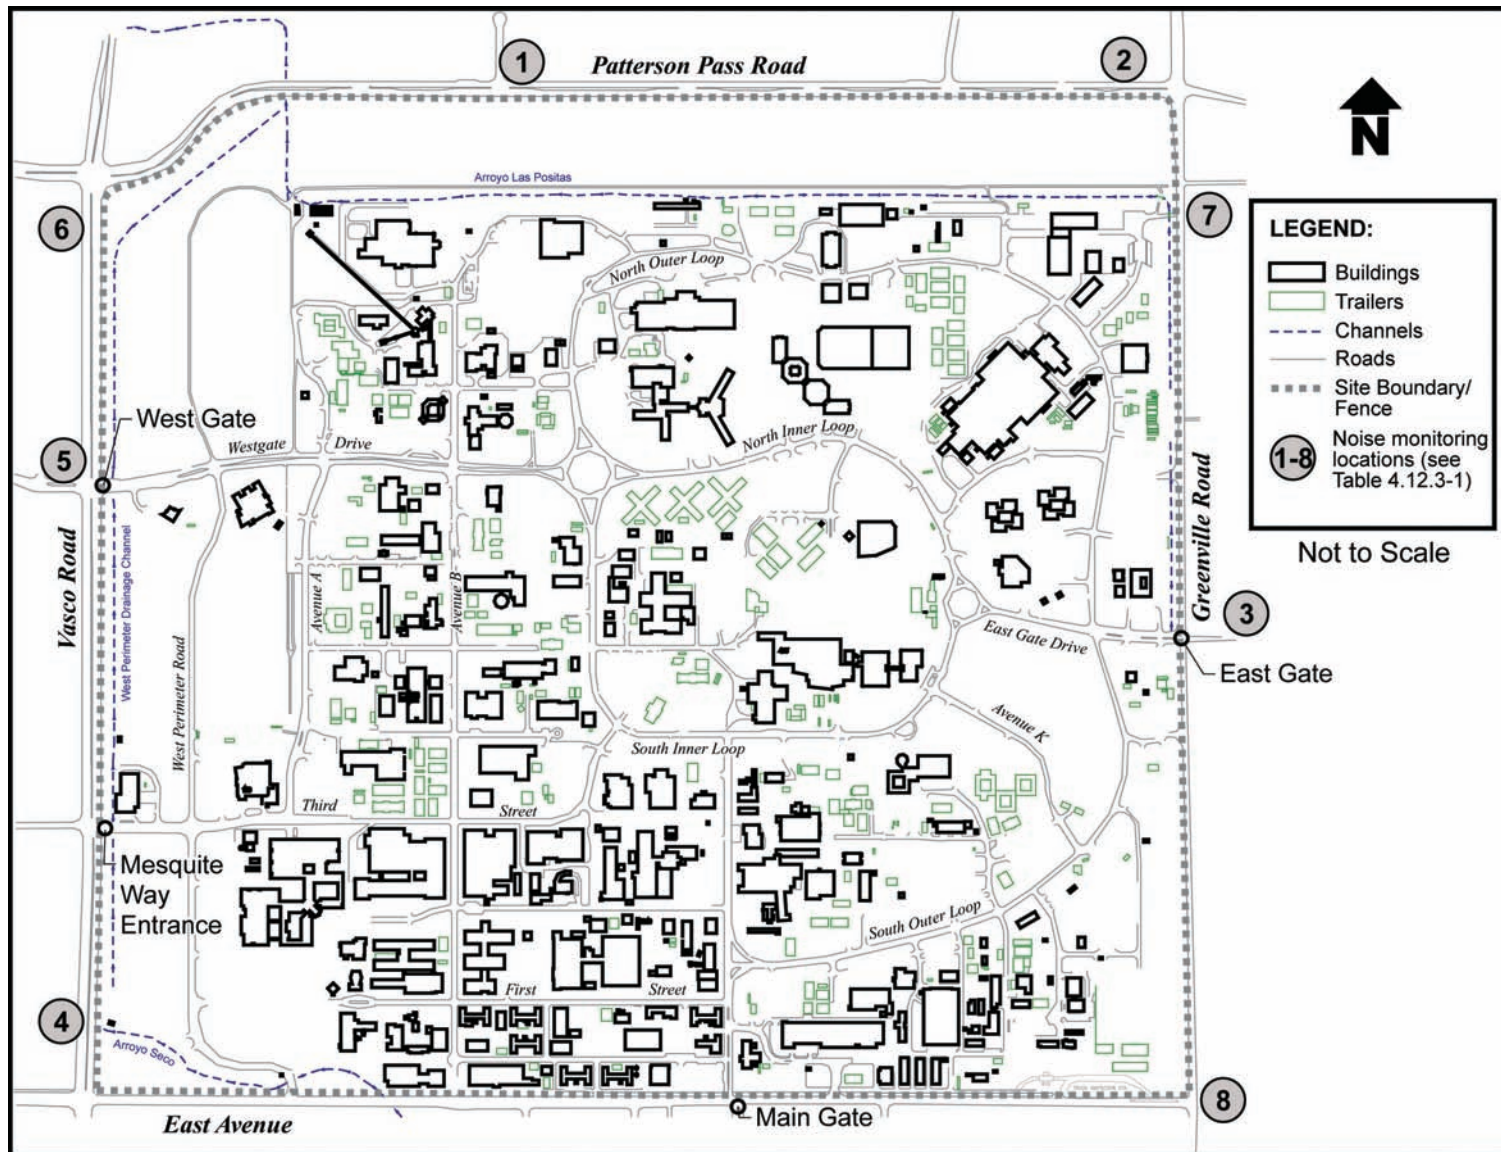 1
Patterson Pass Road
2
N
Arroyo Las Positas
6
7
LEGEND:
Buildings
Trailers
Channels
Roads
Site Boundary/
Fence
1-8
Noise monitoring
locations (see
Table 4.12.3-1)
Not to Scale
North Outer Loop
West Gate
Westgate Drive
North Inner Loop
5
Vasco Road
West Perimeter Drainage Channel
West Perimeter Road
Avenue A
Avenue B
Greenville Road
3
East Gate Drive
East Gate
Avenue K
South Inner Loop
Third Street
Mesquite
Way
Entrance
South Outer Loop
First Street
4
Arroyo Seco
8
Main Gate
East Avenue